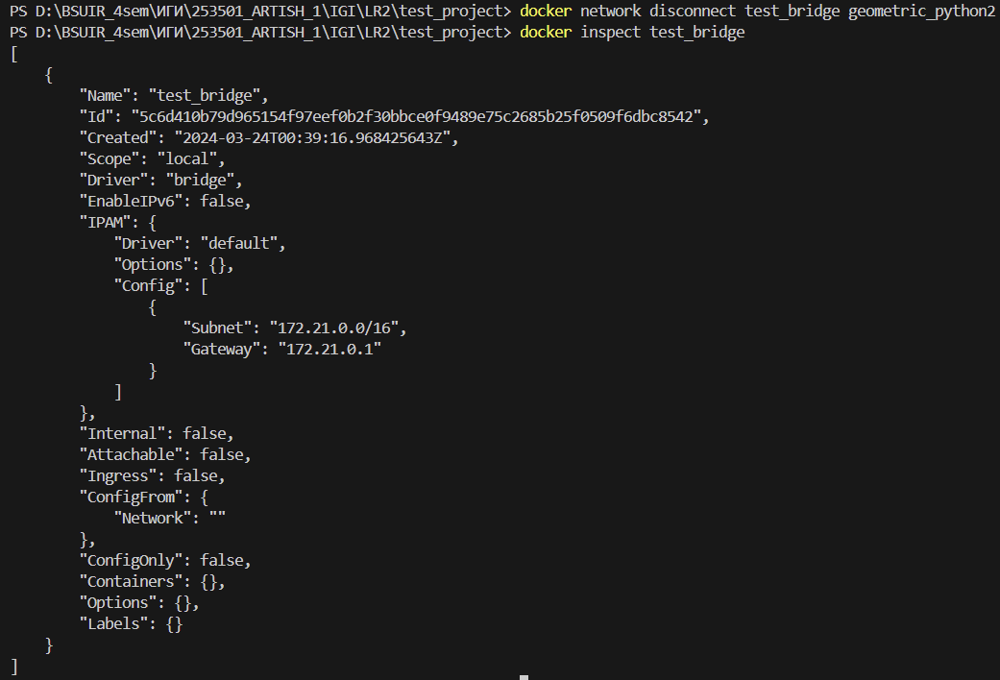 PS D:\BSUIR_4sem\ИГИ\253501_ARTISH_1\IGI\LR2\test_project> docker network disconnect test_bridge geometric_python2
PS D:\BSUIR_4sem\ИГИ\253501_ARTISH_1\IGI\LR2\test_project> docker inspect test_bridge
[
    {
        "Name": "test_bridge",
        "Id": "5c6d410b79d965154f97eef0b2f30bbce0f9489e75c2685b25f0509f6dbc8542",
        "Created": "2024-03-24T00:39:16.968425643Z",
        "Scope": "local",
        "Driver": "bridge",
        "EnableIPv6": false,
        "IPAM": {
            "Driver": "default",
            "Options": {},
            "Config": [
                {
                    "Subnet": "172.21.0.0/16",
                    "Gateway": "172.21.0.1"
                }
            ]
        },
        "Internal": false,
        "Attachable": false,
        "Ingress": false,
        "ConfigFrom": {
            "Network": ""
        },
        "ConfigOnly": false,
        "Containers": {},
        "Options": {},
        "Labels": {}
    }
]